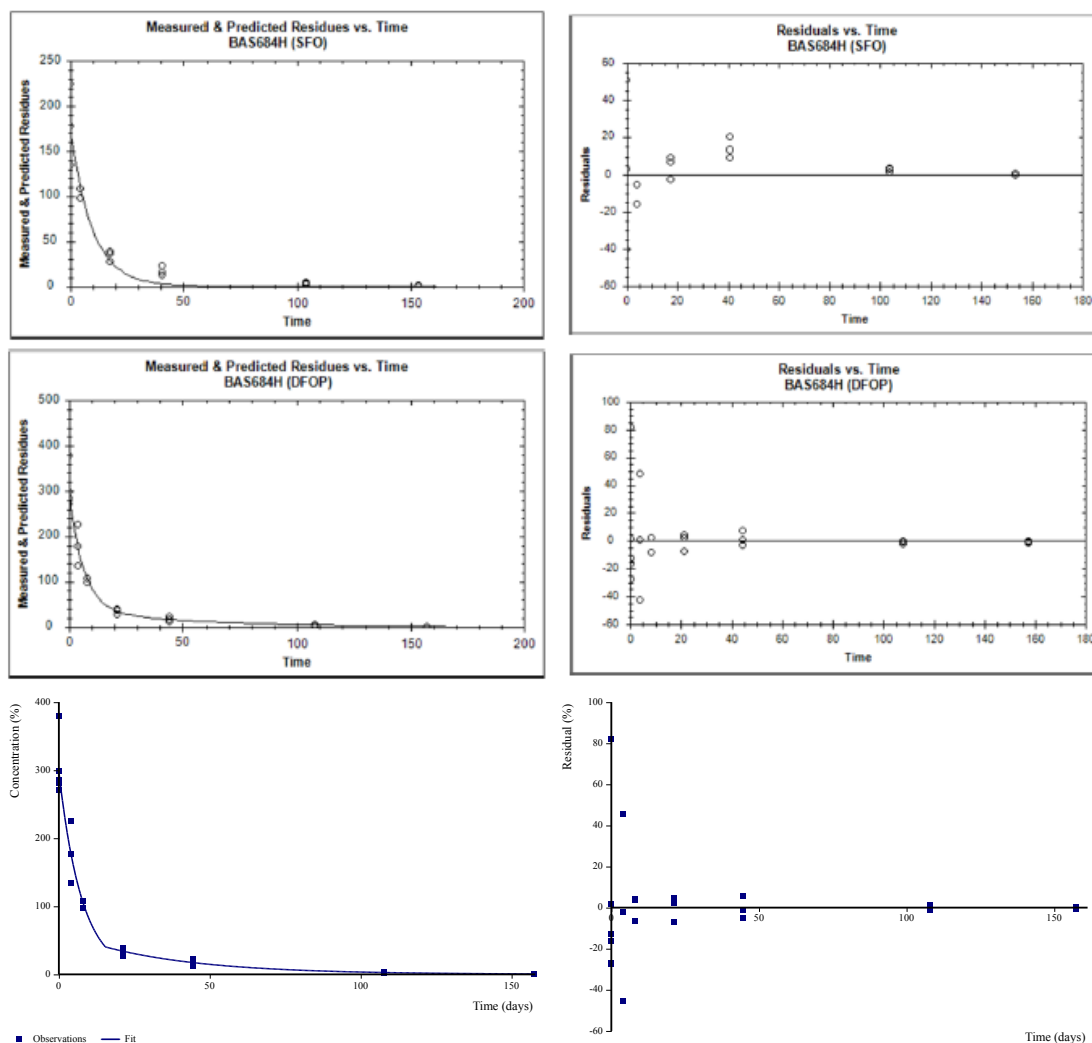 Measured & Predicted Residues vs. Time
BAS684H (SFO)
Measured & Predicted Residues
250
200
150
100
50
0
0 50 100 150 200
Time
Residuals vs. Time
BAS684H (SFO)
Residuals
60
40
20
0
-20
-40
-60
0 20 40 60 80 100 120 140 160 180
Time
Measured & Predicted Residues vs. Time
BAS684H (DFOP)
Measured & Predicted Residues
500
400
300
200
100
0
0 50 100 150 200
Time
Residuals vs. Time
BAS684H (DFOP)
Residuals
100
80
60
40
20
0
-20
-40
-60
0 20 40 60 80 100 120 140 160 180
Time
Concentration (%)
400
300
200
100
0
0 50 100 150
Time (days)
Observations Fit
Residual (%)
100
80
60
40
20
0
-20
-40
-60
0 50 100 150
Time (days)